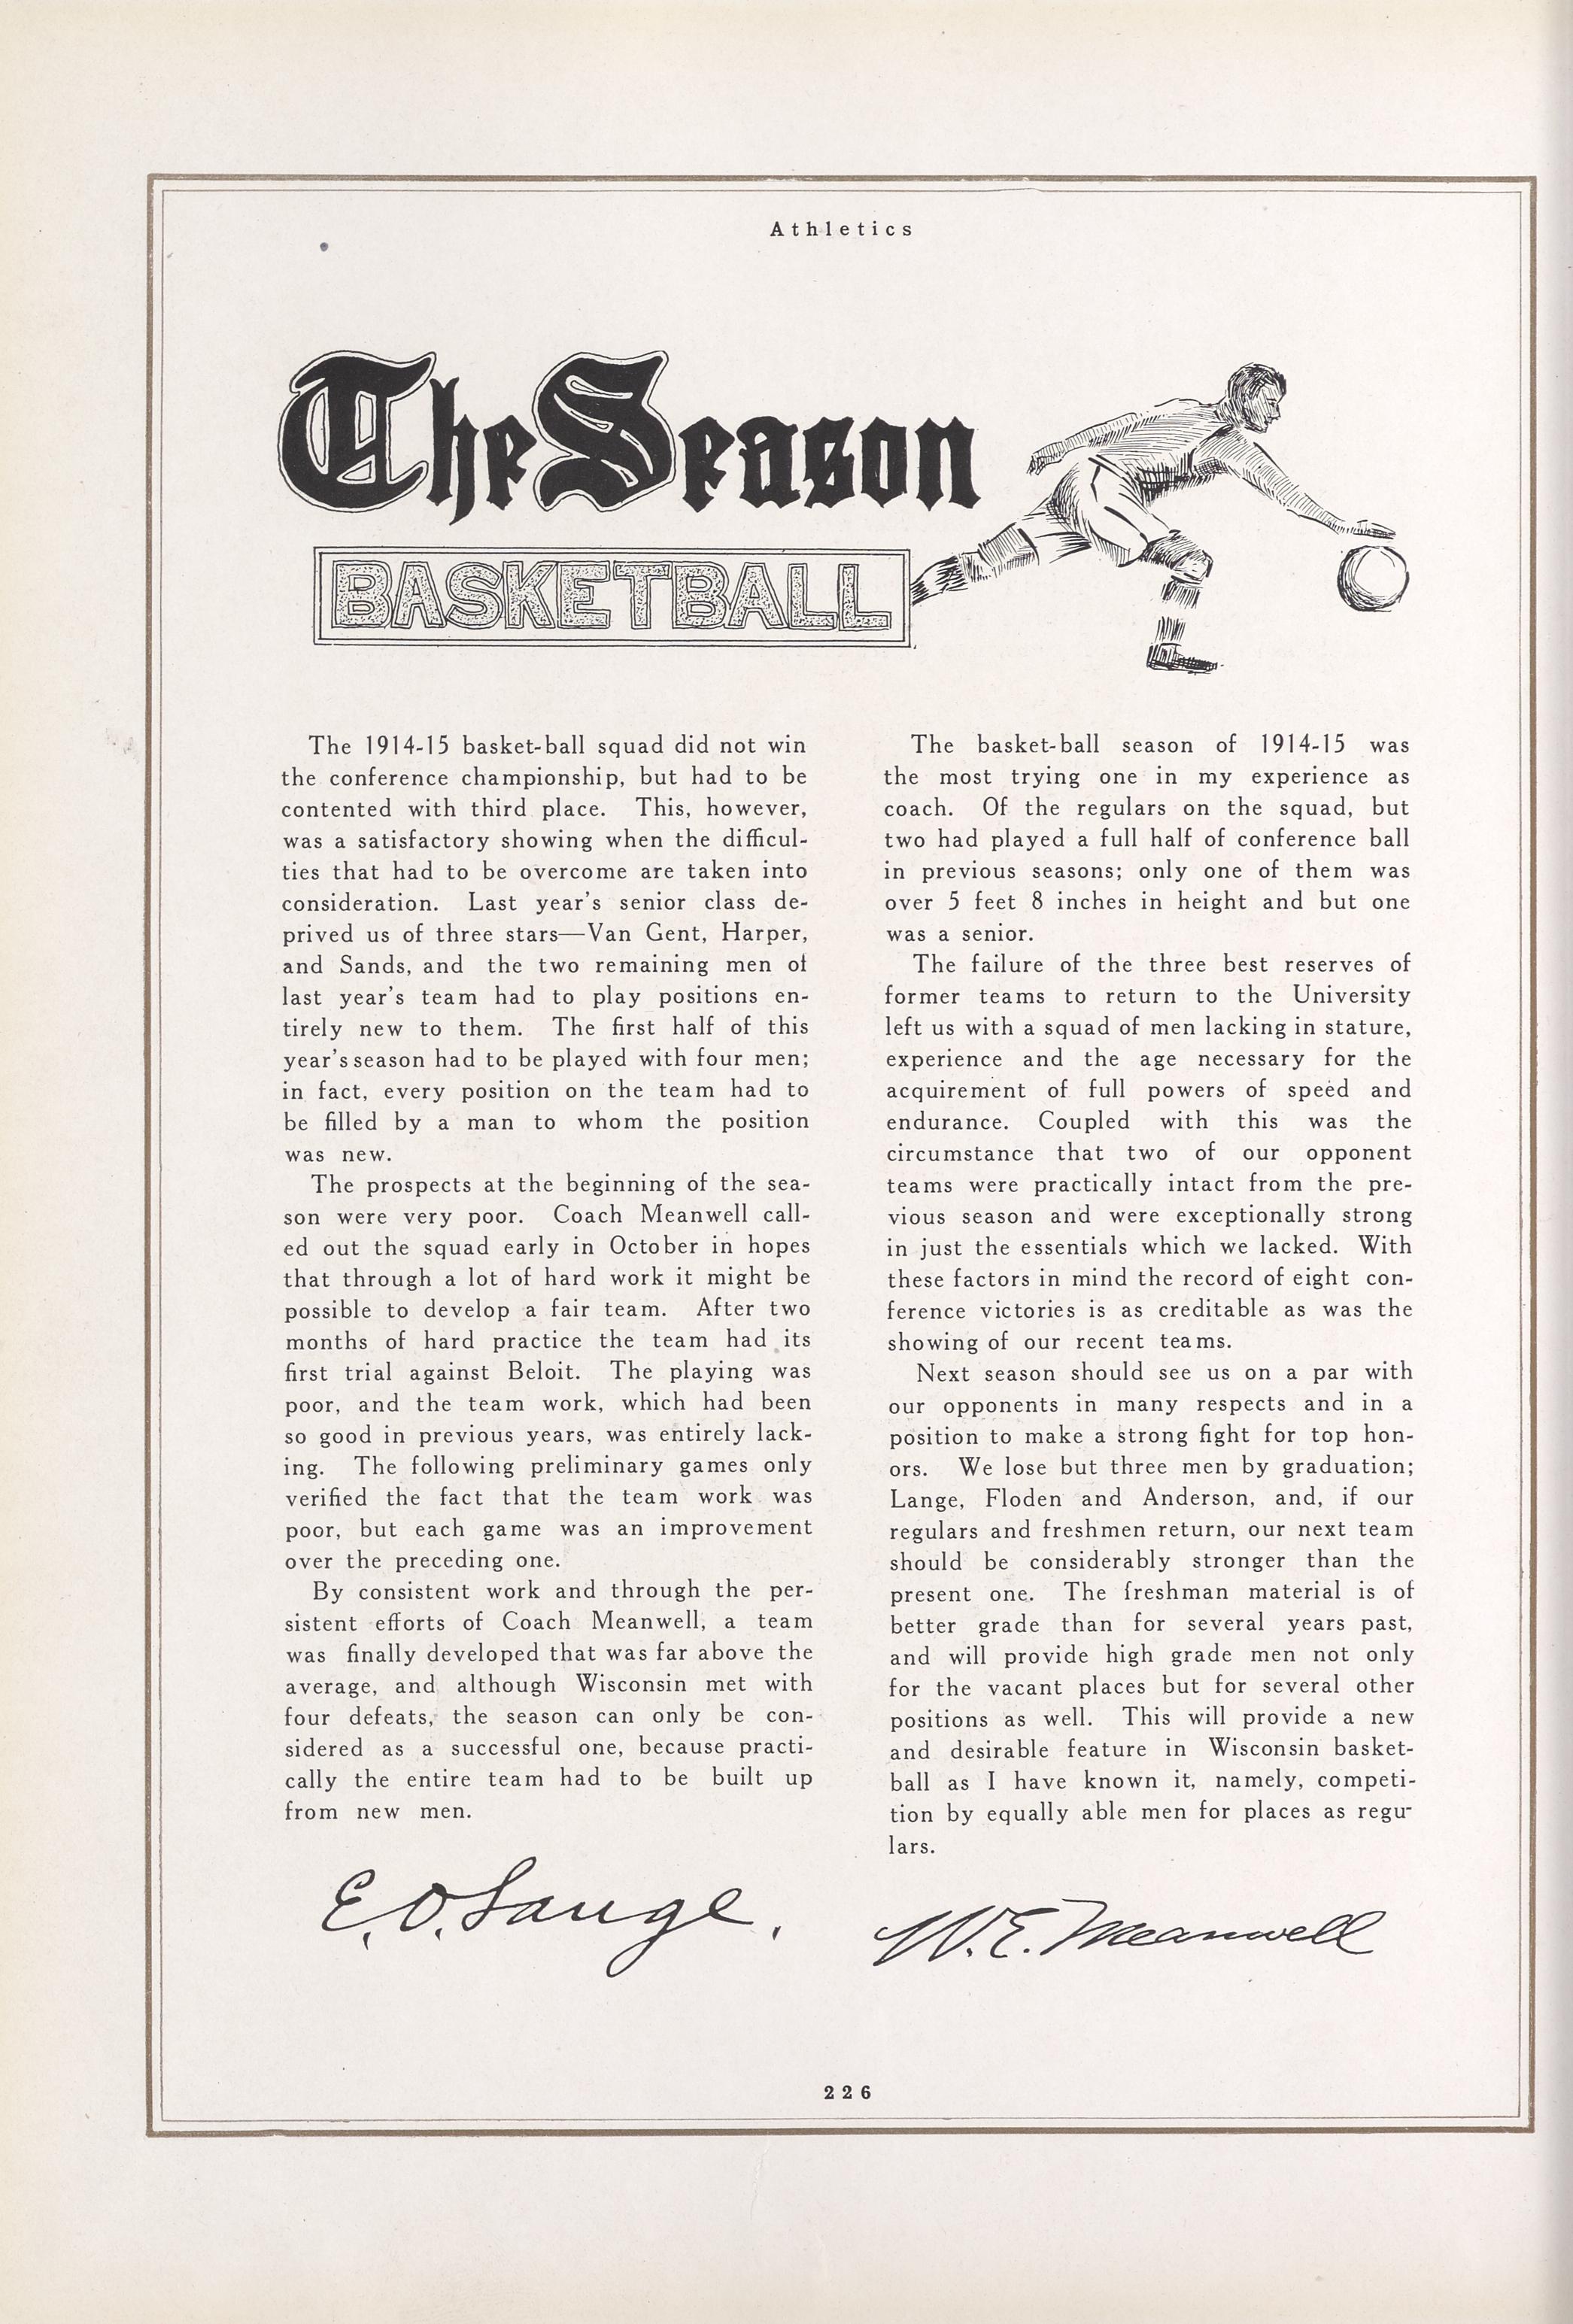 Athletics
The Season
BASKETBALL
The 1914-15 basket-ball squad did not win
the conference championship, but had to be
contented with third place. This, however,
was a satisfactory showing when the difficul-
ties that had to be overcome are taken into
consideration. Last year's senior class de-
prived us of three stars—Van Gent, Harper,
and Sands, and the two remaining men of
last year's team had to play positions en-
tirely new to them. The first half of this
year's season had to be played with four men;
in fact, every position on the team had to
be filled by a man to whom the position
was new.
The prospects at the beginning of the sea-
son were very poor. Coach Meanwell call-
ed out the squad early in October in hopes
that through a lot of hard work it might be
possible to develop a fair team. After two
months of hard practice the team had its
first trial against Beloit. The playing was
poor, and the team work, which had been
so good in previous years, was entirely lack-
ing. The following preliminary games only
verified the fact that the team work was
poor, but each game was an improvement
over the preceding one.
By consistent work and through the per-
sistent efforts of Coach Meanwell, a team
was finally developed that was far above the
average, and although Wisconsin met with
four defeats, the season can only be con-
sidered as a successful one, because practi-
cally the entire team had to be built up
from new men.
E. O. Lange.
The basket-ball season of 1914-15 was
the most trying one in my experience as
coach. Of the regulars on the squad, but
two had played a full half of conference ball
in previous seasons; only one of them was
over 5 feet 8 inches in height and but one
was a senior.
The failure of the three best reserves of
former teams to return to the University
left us with a squad of men lacking in stature,
experience and the age necessary for the
acquirement of full powers of speed and
endurance. Coupled with this was the
circumstance that two of our opponent
teams were practically intact from the pre-
vious season and were exceptionally strong
in just the essentials which we lacked. With
these factors in mind the record of eight con-
ference victories is as creditable as was the
showing of our recent teams.
Next season should see us on a par with
our opponents in many respects and in a
position to make a strong fight for top hon-
ors. We lose but three men by graduation;
Lange, Floden and Anderson, and, if our
regulars and freshmen return, our next team
should be considerably stronger than the
present one. The freshman material is of
better grade than for several years past,
and will provide high grade men not only
for the vacant places but for several other
positions as well. This will provide a new
and desirable feature in Wisconsin basket-
ball as I have known it, namely, competi-
tion by equally able men for places as regu-
lars.
W. E. Meanwell
226